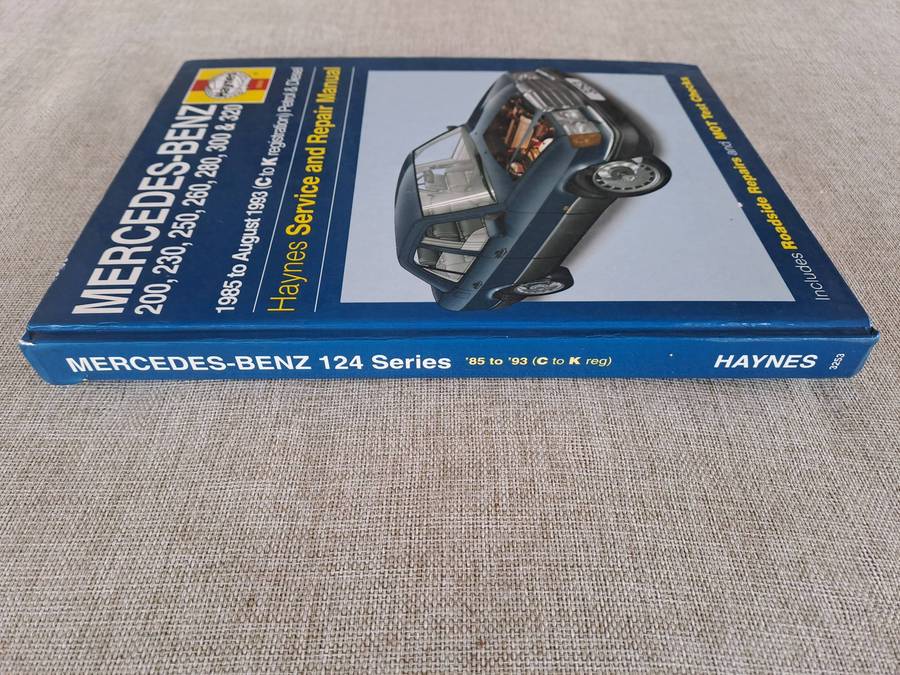 Haynes
MERCEDES-BENZ
200, 230, 250, 260, 280, 300 & 320
1985 to August 1993 (C to K registration) Petrol & Diesel
Haynes Service and Repair Manual
Includes Roadside Repairs and MOT Test Checks
MERCEDES-BENZ 124 Series '85 to '93 (C to K reg) HAYNES 3253